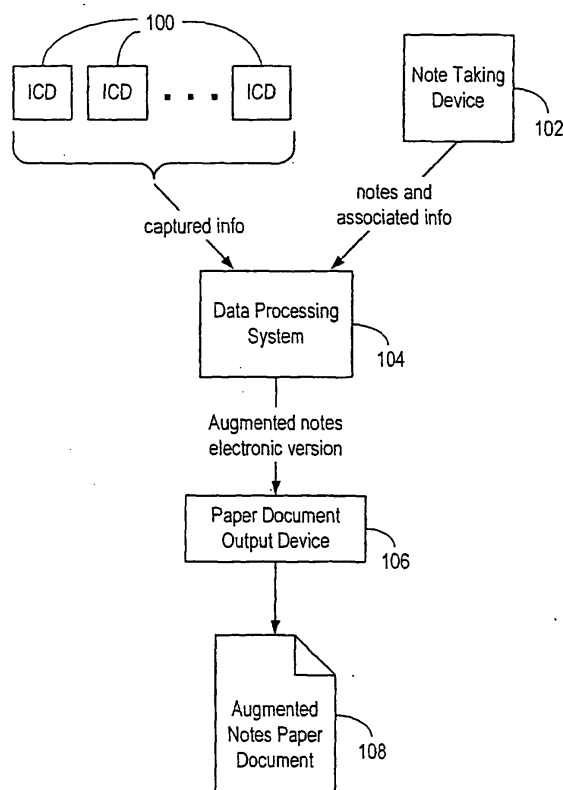 100
ICD ICD ICD
Note Taking
Device
102
captured info
notes and
associated info
Data Processing
System
104
Augmented notes
electronic version
Paper Document
Output Device
106
Augmented
Notes Paper
Document
108